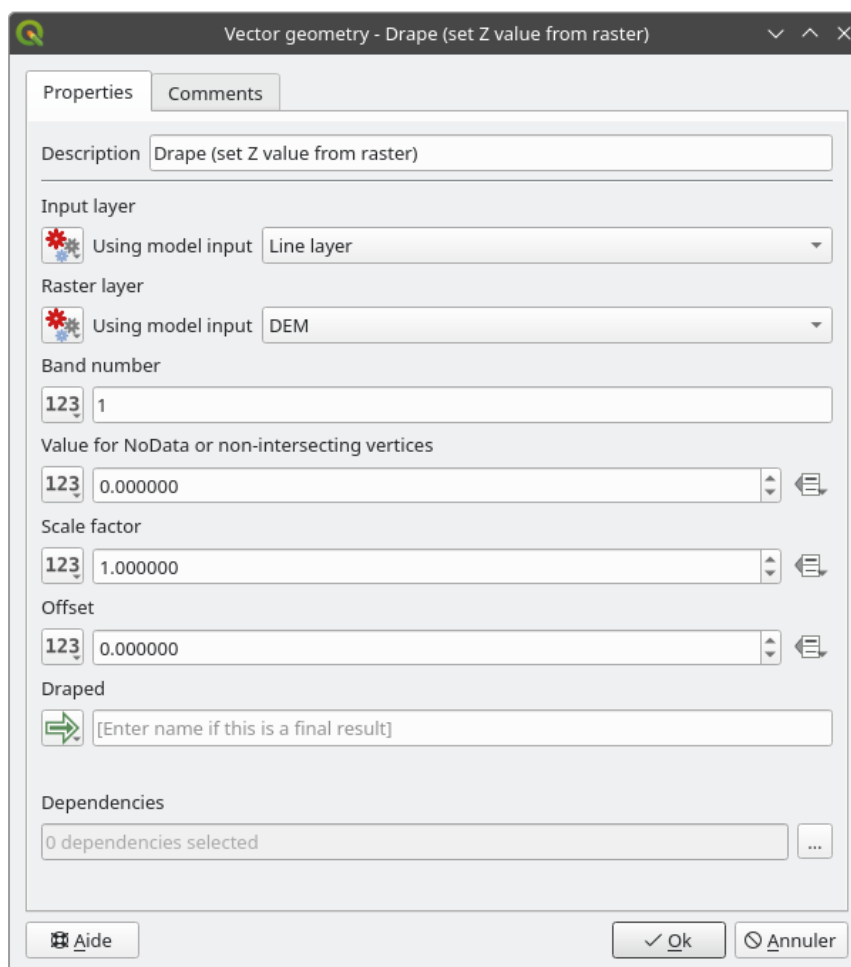 Vector geometry - Drape (set Z value from raster)
Properties Comments
Description Drape (set Z value from raster)
Input layer
Using model input Line layer
Raster layer
Using model input DEM
Band number
123 1
Value for NoData or non-intersecting vertices
123 0.000000
Scale factor
123 1.000000
Offset
123 0.000000
Draped
[Enter name if this is a final result]
Dependencies
0 dependencies selected ...
Aide Ok Annuler